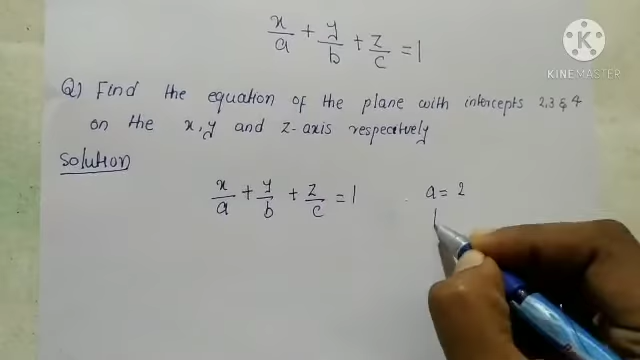 x/a + y/b + z/c = 1
KINEMASTER
Q) Find the equation of the plane with intercepts 2,3 & 4
on the x,y and z-axis respectively
Solution
x/a + y/b + z/c = 1 a = 2